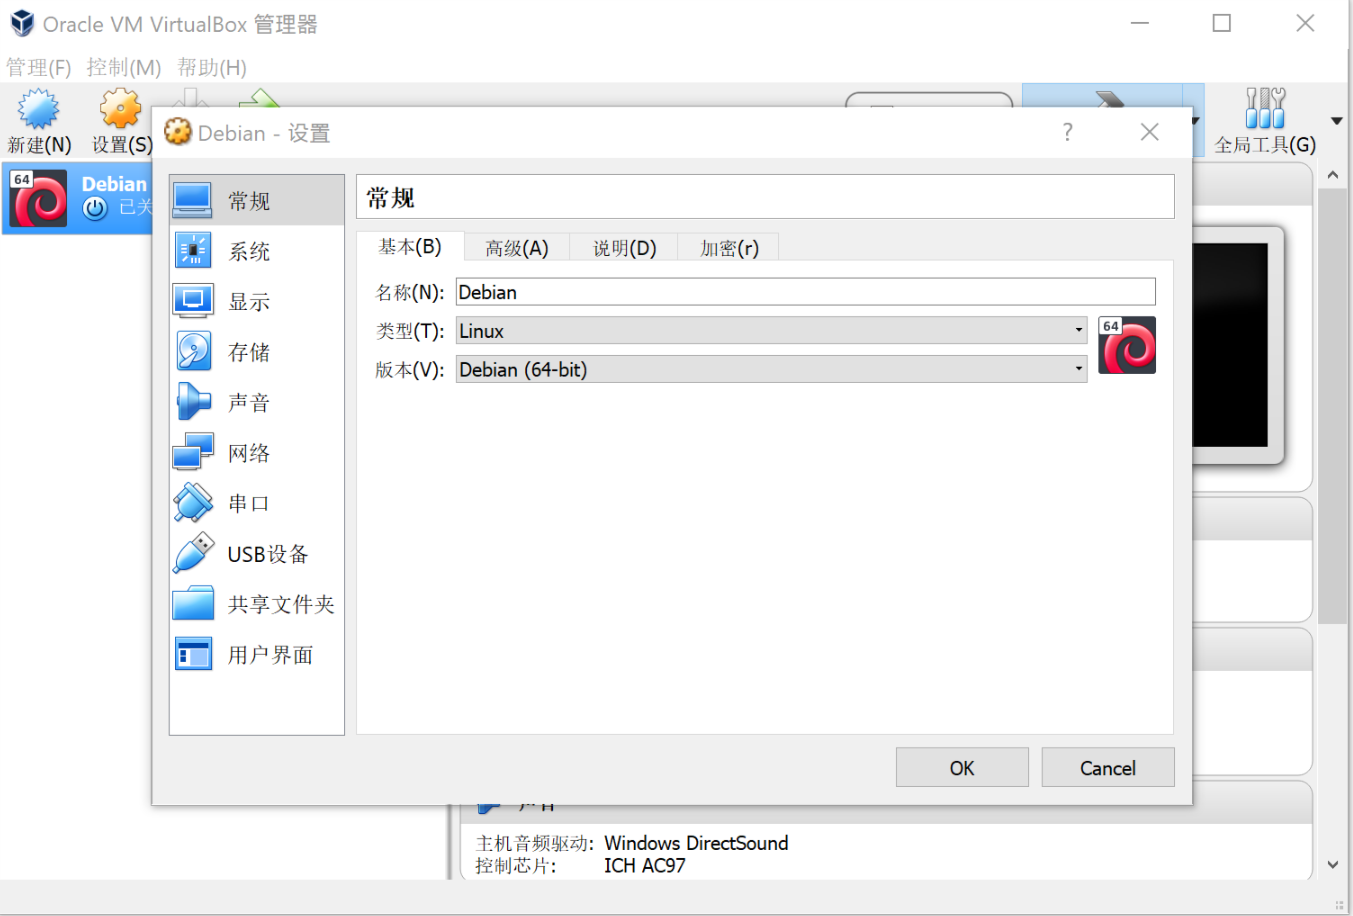 Oracle VM VirtualBox 管理器
管理(F) 控制(M) 帮助(H)
新建(N) 设置(S) 全局工具(G)
64 Debian
已关
Debian - 设置
常规
系统
显示
存储
声音
网络
串口
USB设备
共享文件夹
用户界面
常规
基本(B) 高级(A) 说明(D) 加密(r)
名称(N): Debian
类型(T): Linux
64
版本(V): Debian (64-bit)
OK Cancel
声音
主机音频驱动: Windows DirectSound
控制芯片: ICH AC97